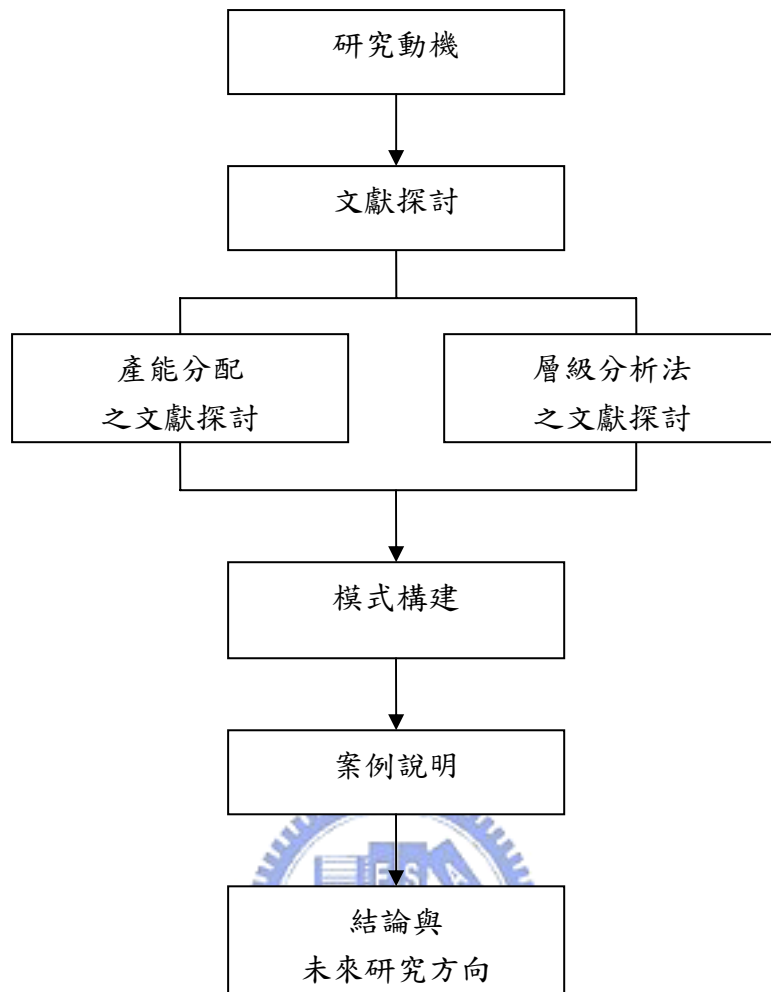 研究動機
文獻探討
產能分配
之文獻探討
層級分析法
之文獻探討
模式構建
案例說明
E S A
結論與
未來研究方向